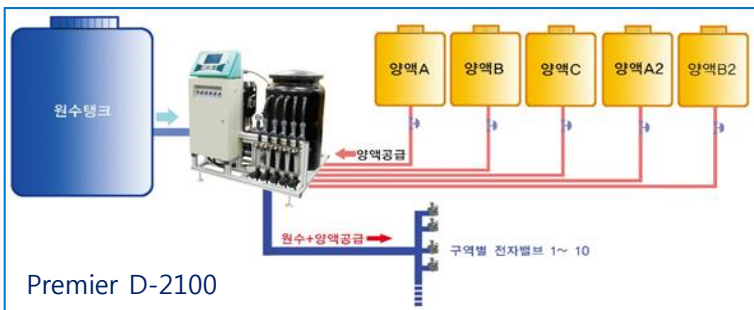 원수탱크
양액A
양액B
양액C
양액A2
양액B2
양액공급
원수+양액공급
구역별 전자밸브 1~ 10
Premier D-2100